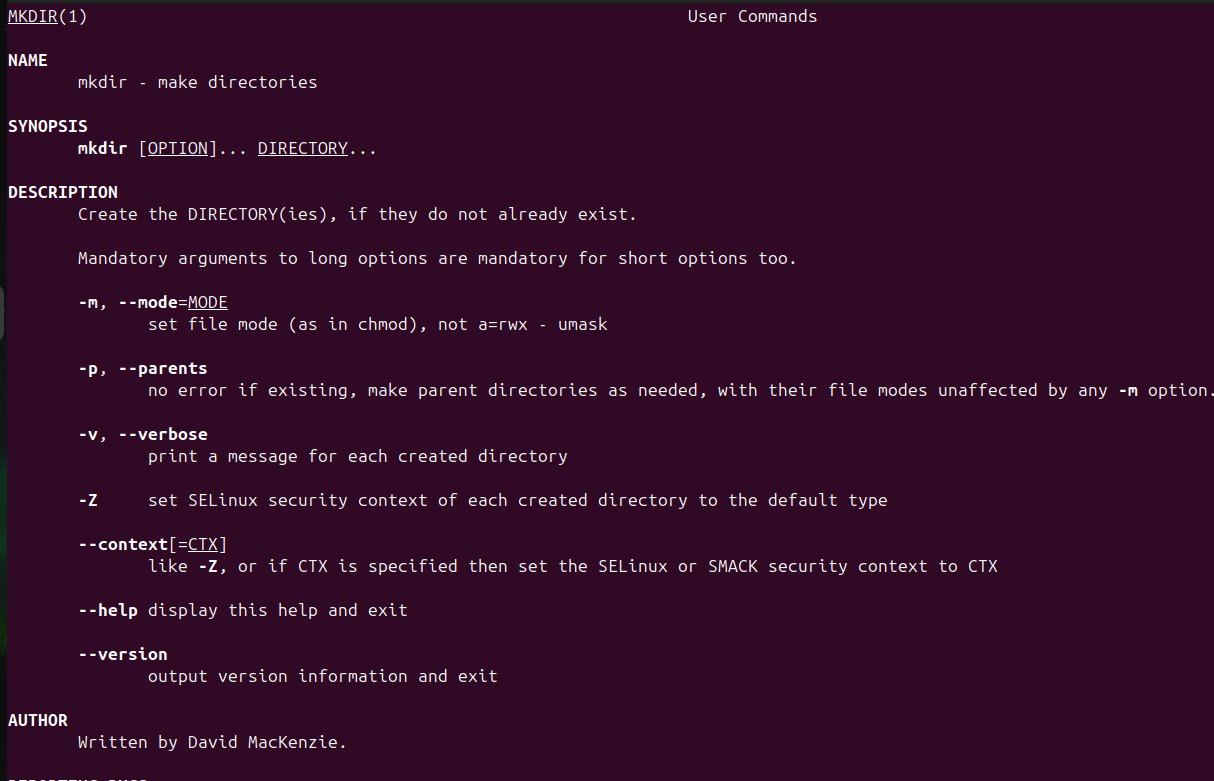 MKDIR(1) User Commands
NAME
mkdir - make directories
SYNOPSIS
mkdir [OPTION]... DIRECTORY...
DESCRIPTION
Create the DIRECTORY(ies), if they do not already exist.
Mandatory arguments to long options are mandatory for short options too.
-m, --mode=MODE
set file mode (as in chmod), not a=rwx - umask
-p, --parents
no error if existing, make parent directories as needed, with their file modes unaffected by any -m option.
-v, --verbose
print a message for each created directory
-Z set SELinux security context of each created directory to the default type
--context[=CTX]
like -Z, or if CTX is specified then set the SELinux or SMACK security context to CTX
--help display this help and exit
--version
output version information and exit
AUTHOR
Written by David MacKenzie.